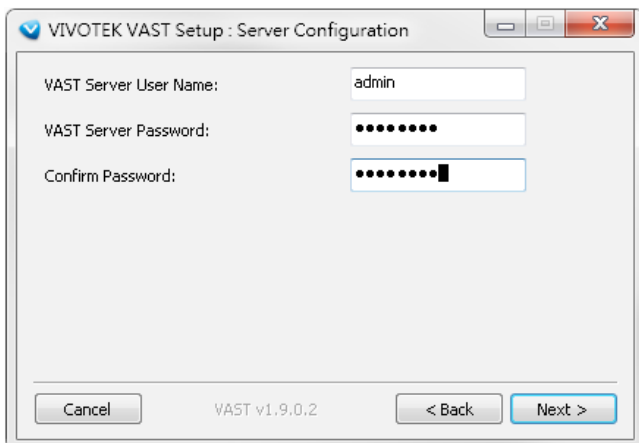 VIVOTEK VAST Setup : Server Configuration
VAST Server User Name: admin
VAST Server Password: ••••••••
Confirm Password: ••••••••
Cancel VAST v1.9.0.2 < Back Next >